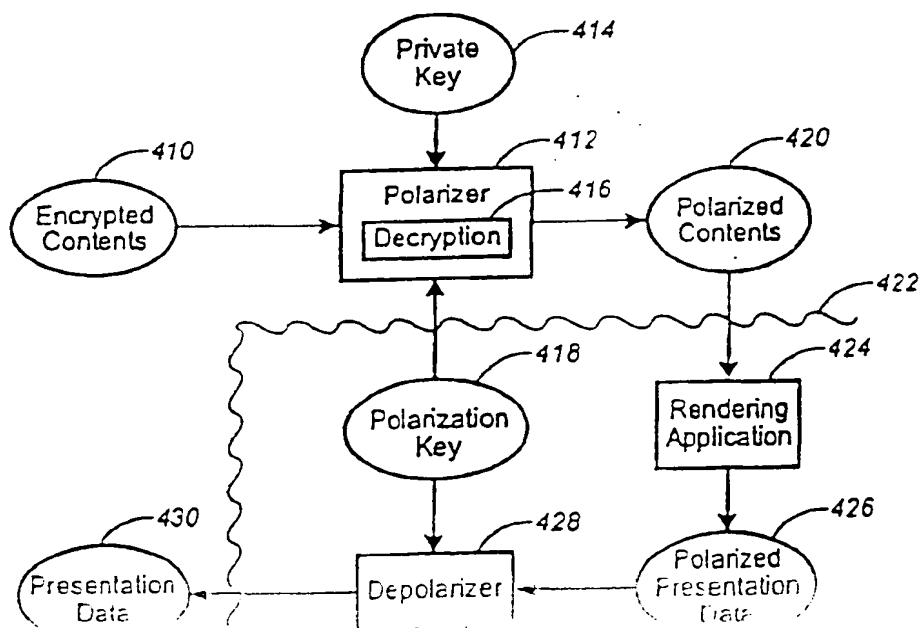 Private
Key
414
410
Encrypted
Contents
412
Polarizer
416
Decryption
420
Polarized
Contents
422
418
Polarization
Key
424
Rendering
Application
430
Presentation
Data
428
Depolarizer
426
Polarized
Presentation
Data